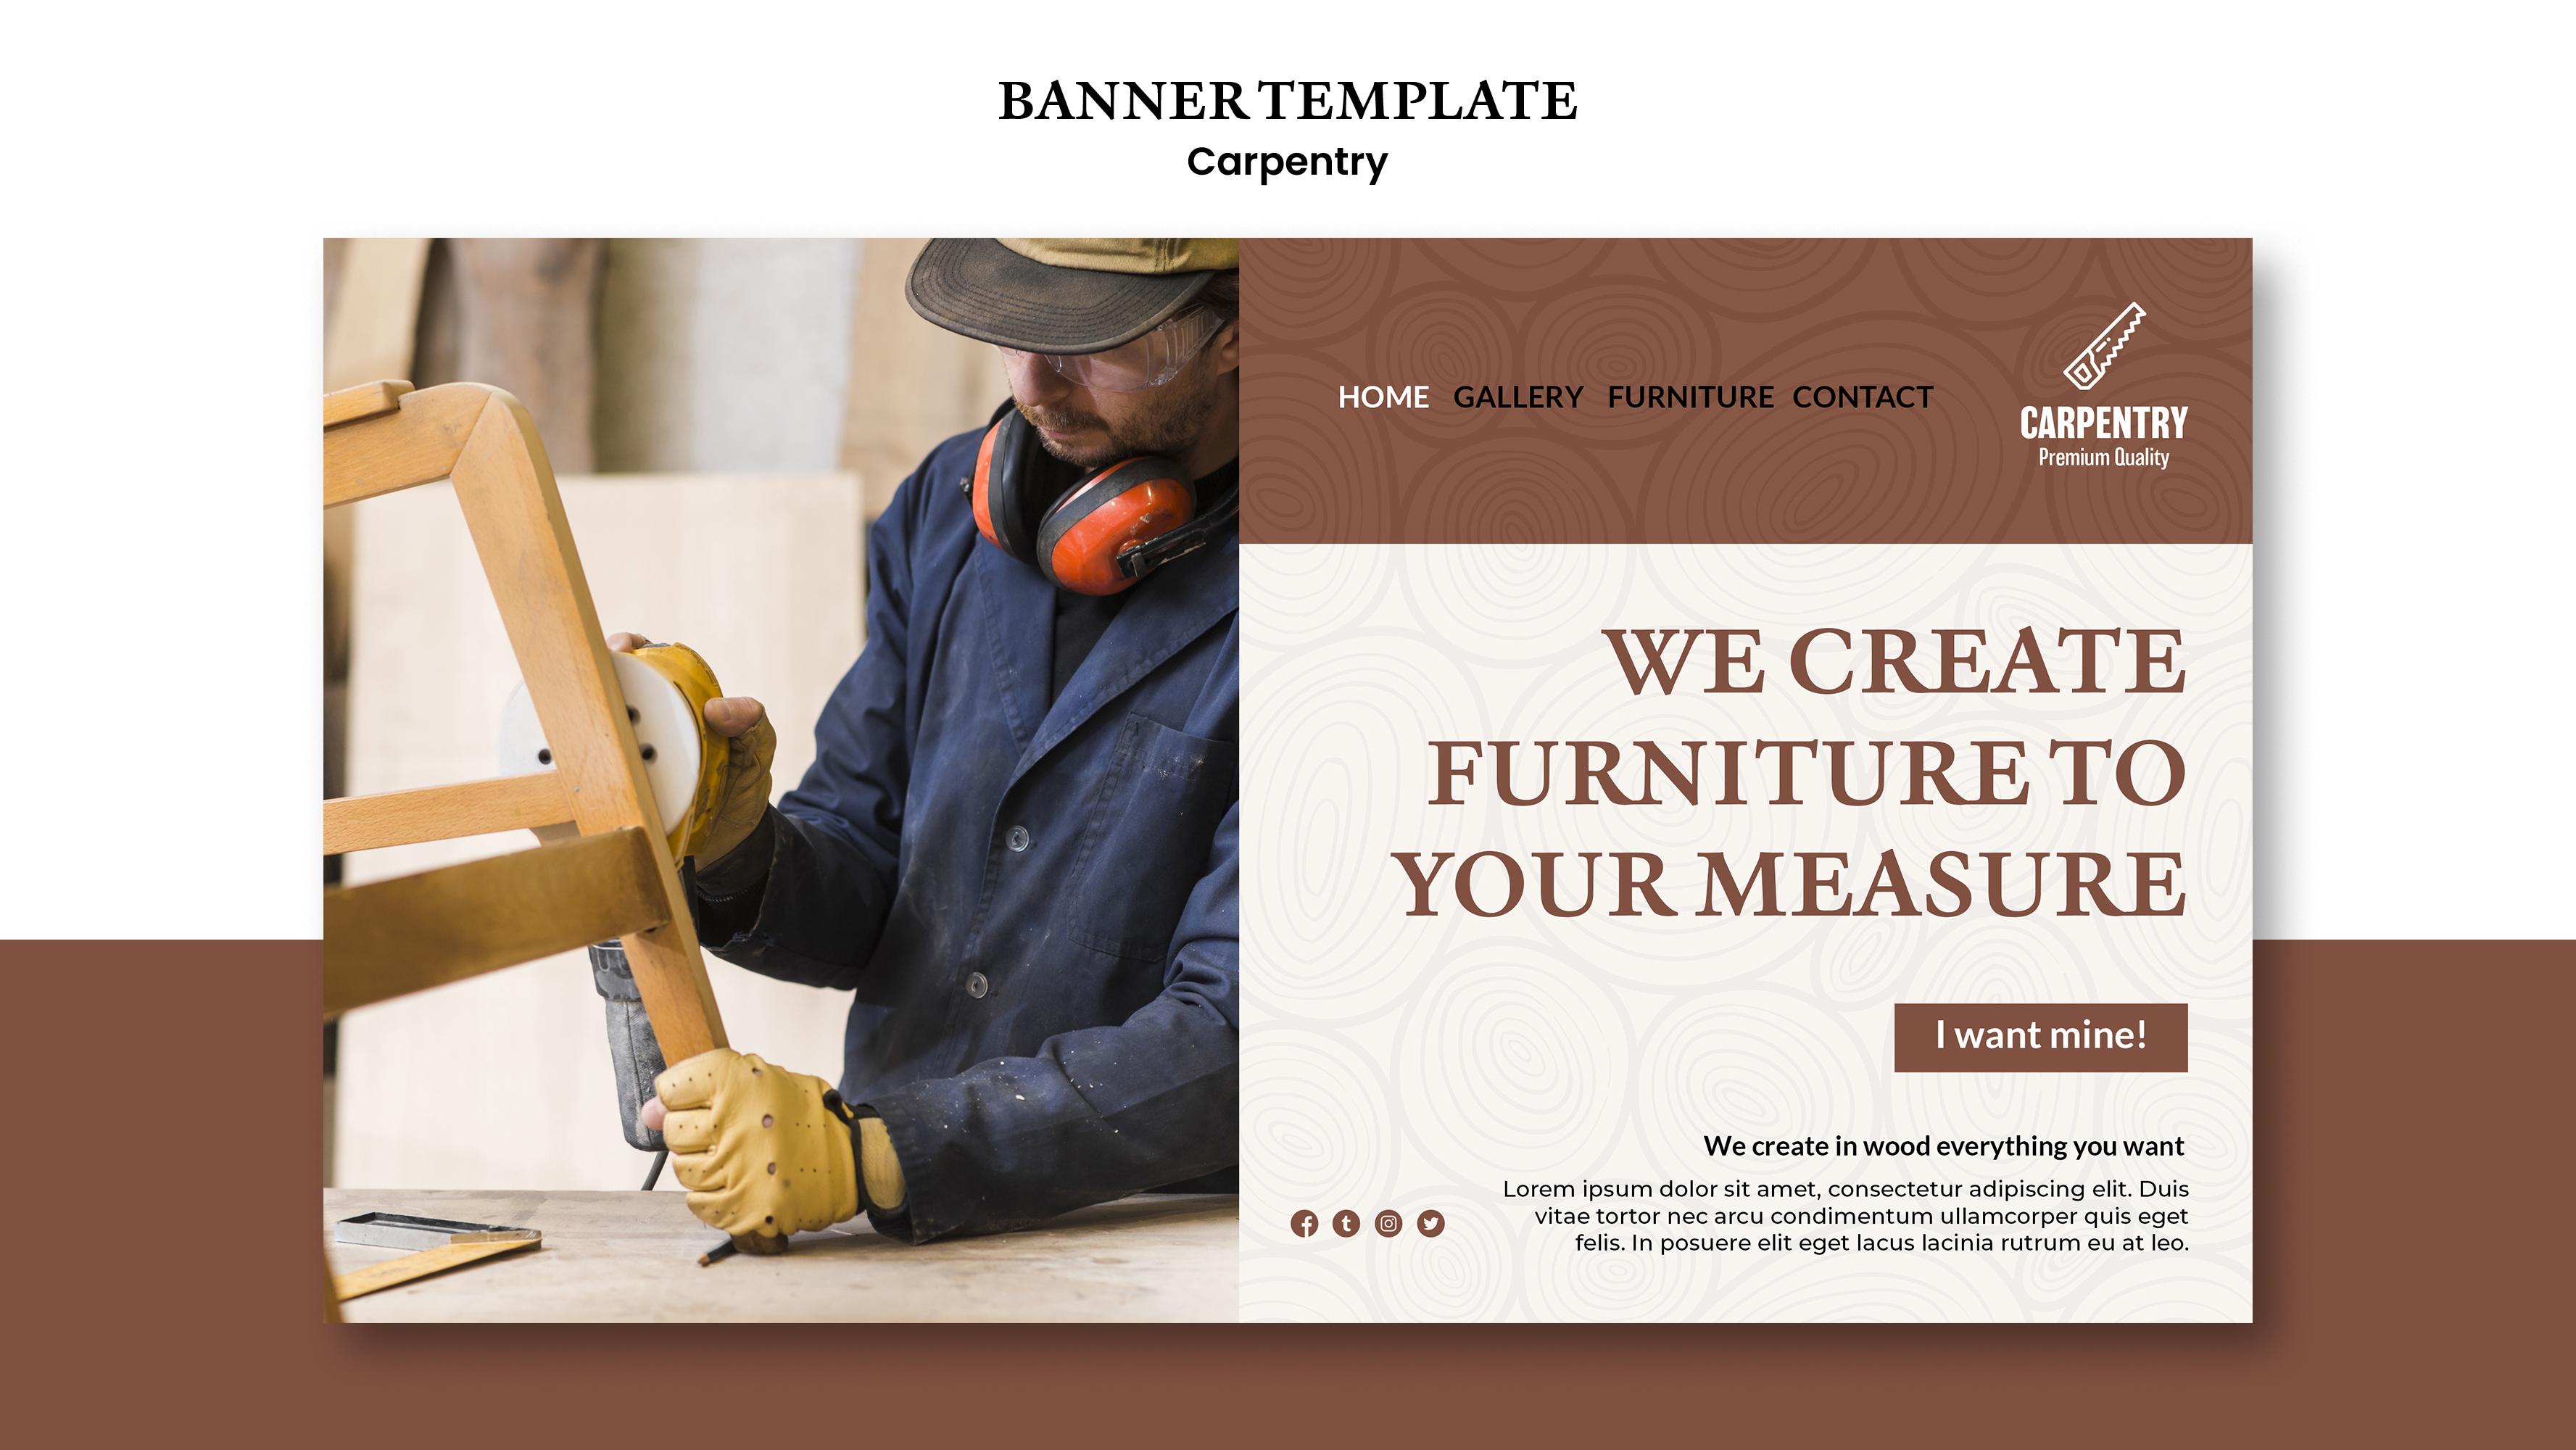 BANNER TEMPLATE
Carpentry
HOME GALLERY FURNITURE CONTACT
CARPENTRY
Premium Quality
WE CREATE
FURNITURE TO
YOUR MEASURE
I want mine!
We create in wood everything you want
Lorem ipsum dolor sit amet, consectetur adipiscing elit. Duis
vitae tortor nec arcu condimentum ullamcorper quis eget
felis. In posuere elit eget lacus lacinia rutrum eu at leo.